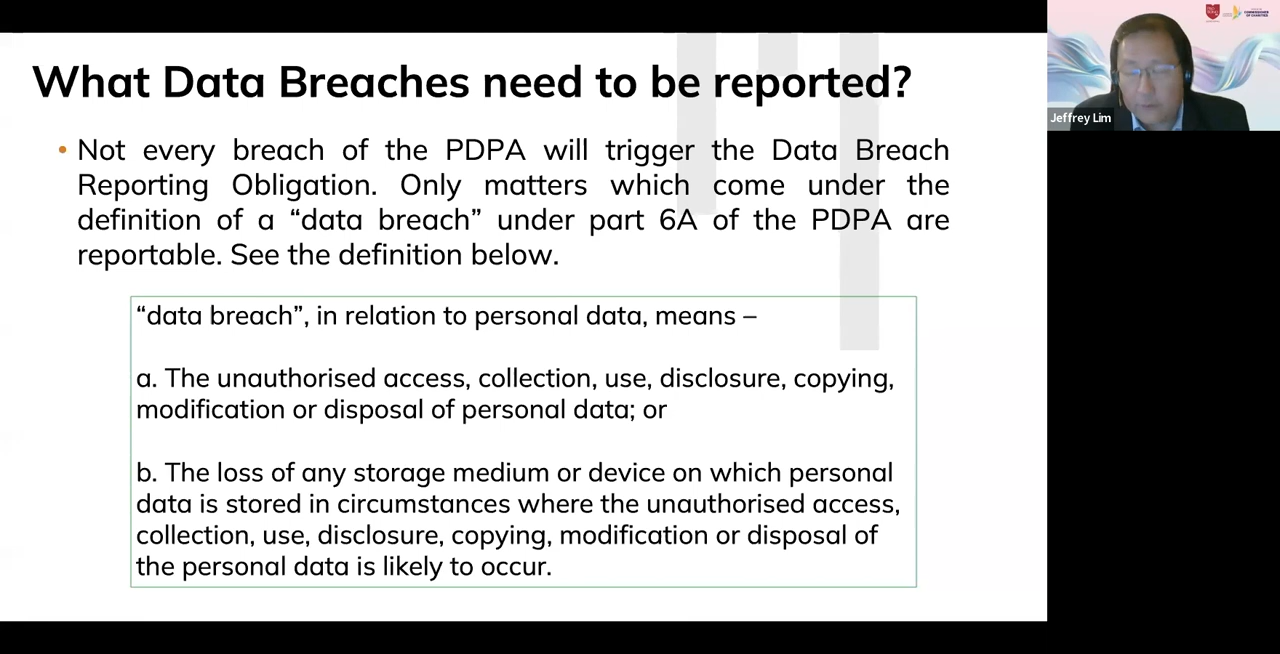 What Data Breaches need to be reported?
• Not every breach of the PDPA will trigger the Data Breach
Reporting Obligation. Only matters which come under the
definition of a “data breach” under part 6A of the PDPA are
reportable. See the definition below.
“data breach”, in relation to personal data, means –
a. The unauthorised access, collection, use, disclosure, copying,
modification or disposal of personal data; or
b. The loss of any storage medium or device on which personal
data is stored in circumstances where the unauthorised access,
collection, use, disclosure, copying, modification or disposal of
the personal data is likely to occur.
COMMISSIONER
OF CHARITIES
Jeffrey Lim